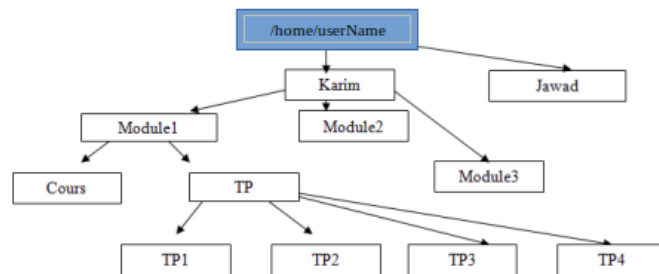 /home/userName
Karim
Jawad
Module1
Module2
Module3
Cours
TP
TP1
TP2
TP3
TP4